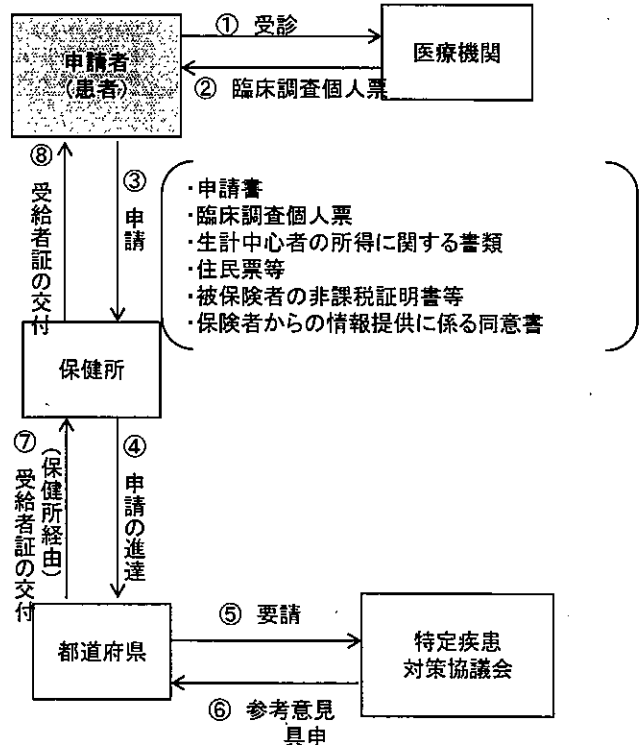 ① 受診
申請者
(患者)
医療機関
② 臨床調査個人票
⑧ 受給者証の交付
③ 申請
・申請書
・臨床調査個人票
・生計中心者の所得に関する書類
・住民票等
・被保険者の非課税証明書等
・保険者からの情報提供に係る同意書
保健所
⑦ 受給者証の交付
(保健所経由)
④ 申請の進達
⑤ 要請
都道府県
特定疾患
対策協議会
⑥ 参考意見
具申